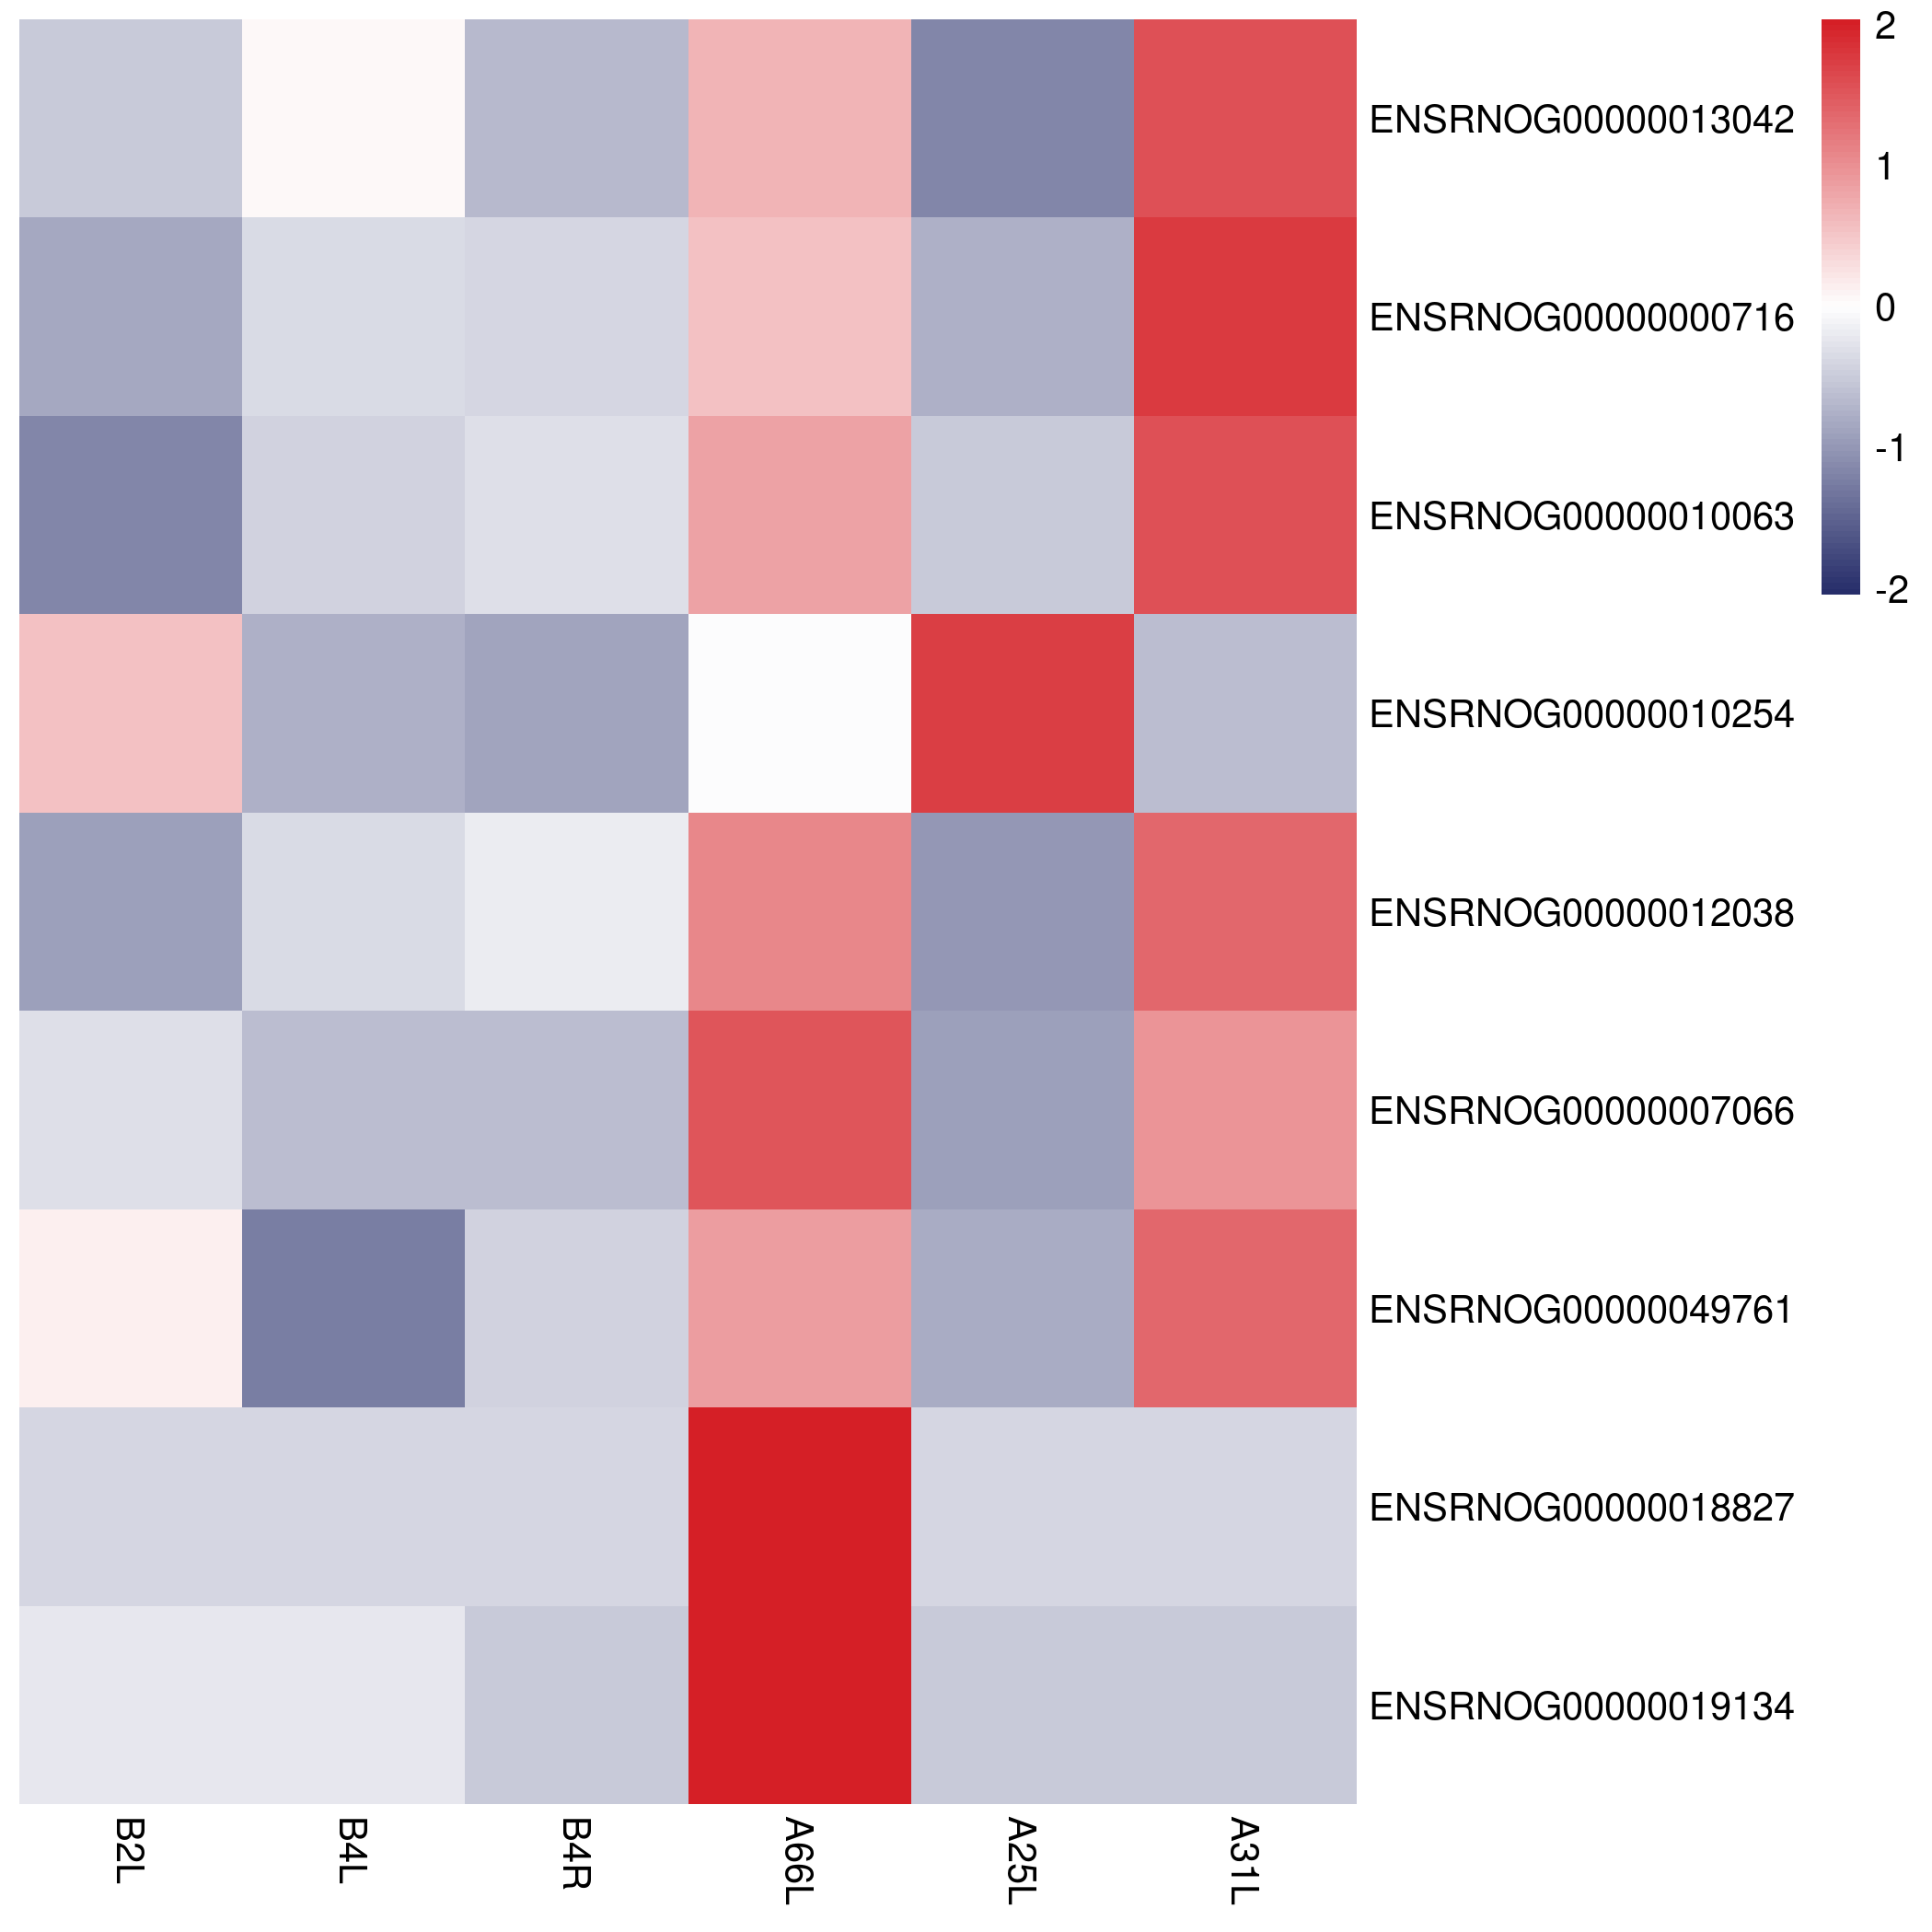 2
1
0
-1
-2
ENSRNOG00000013042
ENSRNOG00000000716
ENSRNOG00000010063
ENSRNOG00000010254
ENSRNOG00000012038
ENSRNOG00000007066
ENSRNOG00000049761
ENSRNOG00000018827
ENSRNOG00000019134
B2L
B4L
B4R
A66L
A25L
A31L